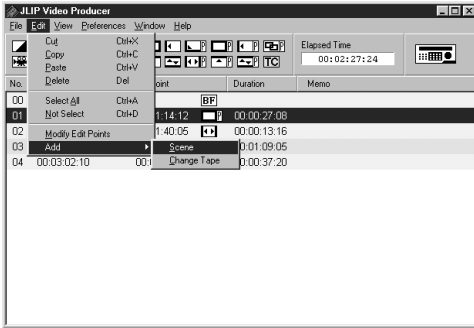 JLIP Video Producer
File Edit View Preferences Window Help
Cut Ctrl+X
Copy Ctrl+C
Paste Ctrl+V
Delete Del
Select All Ctrl+A
Not Select Ctrl+D
Modify Edit Points
Add
Scene
Change Tape
P P P P
P P P TC
Elapsed Time
00:02:27:24
No. oint Duration Memo
00 BF
01 1:14:12 P 00:00:27:08
02 1:40:05 00:00:13:16
03 0:01:09:05
04 00:03:02:10 00:0 0:00:37:20